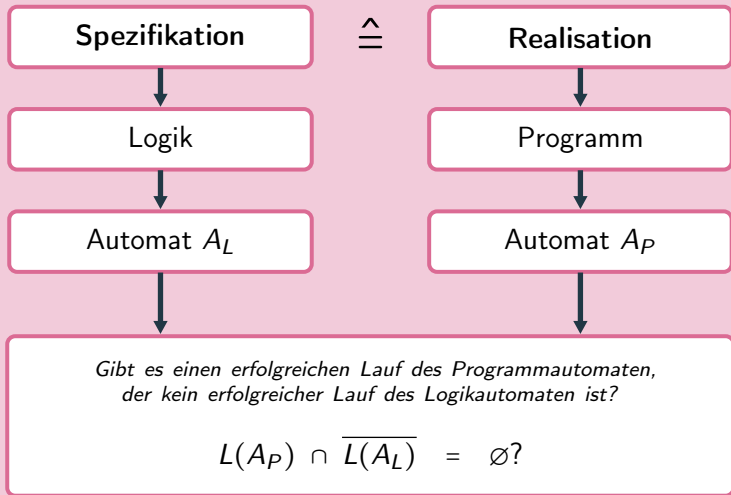 Spezifikation ≙ Realisation
Logik Programm
Automat A_L Automat A_P
Gibt es einen erfolgreichen Lauf des Programmautomaten,
der kein erfolgreicher Lauf des Logikautomaten ist?
L(A_P) ∩ \overline{L(A_L)} = ∅?